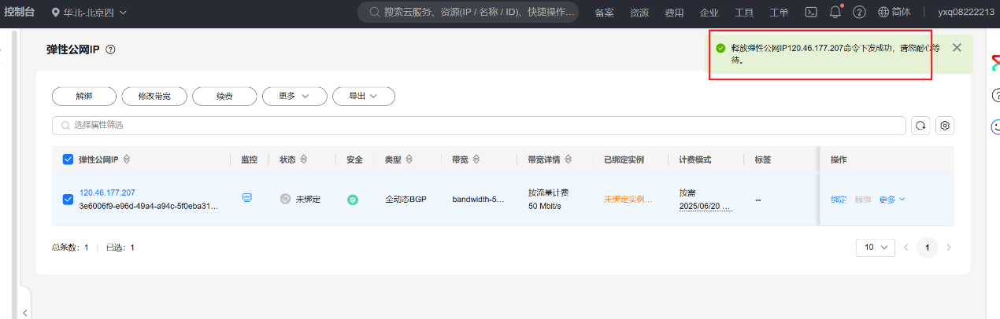 控制台 华北-北京四 搜索云服务、资源(IP / 名称 / ID)、快捷操作... 备案 资源 费用 企业 工具 工单 简体 yxq08222213
弹性公网IP
释放弹性公网IP120.46.177.207命令下发成功，请您耐心等
待。
解绑 修改带宽 续费 更多 导出
选择属性筛选
弹性公网IP 监控 状态 安全 类型 带宽 带宽详情 已绑定实例 计费模式 标签 操作
120.46.177.207
3e6006f9-e96d-49a4-a94c-5f0eba31...
未绑定 全动态BGP bandwidth-5...
按流量计费
50 Mbit/s
未绑定实例...
按需
2025/06/20 ...
-- 绑定 解绑 更多
总条数：1 已选：1 10 1